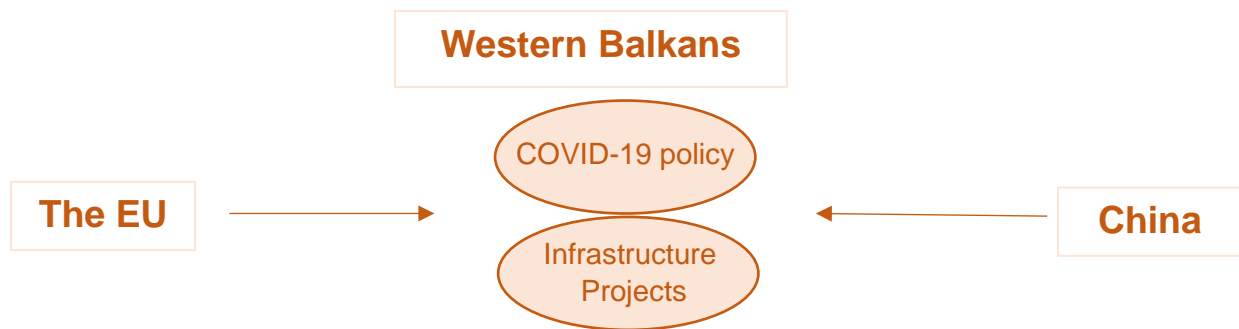 Western Balkans
COVID-19 policy
The EU
China
Infrastructure
Projects